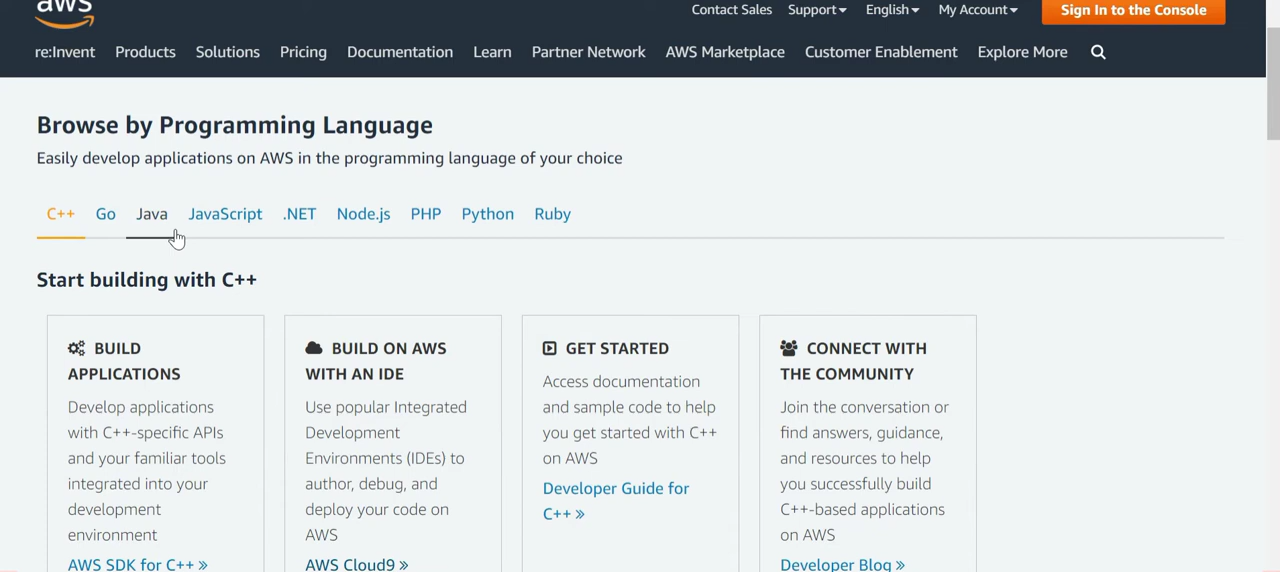 aws
Contact Sales Support English My Account Sign In to the Console
re:Invent Products Solutions Pricing Documentation Learn Partner Network AWS Marketplace Customer Enablement Explore More
Browse by Programming Language
Easily develop applications on AWS in the programming language of your choice
C++ Go Java JavaScript .NET Node.js PHP Python Ruby
Start building with C++
BUILD
APPLICATIONS
Develop applications
with C++-specific APIs
and your familiar tools
integrated into your
development
environment
AWS SDK for C++ »
BUILD ON AWS
WITH AN IDE
Use popular Integrated
Development
Environments (IDEs) to
author, debug, and
deploy your code on
AWS
AWS Cloud9 »
GET STARTED
Access documentation
and sample code to help
you get started with C++
on AWS
Developer Guide for
C++ »
CONNECT WITH
THE COMMUNITY
Join the conversation or
find answers, guidance,
and resources to help
you successfully build
C++-based applications
on AWS
Developer Blog »